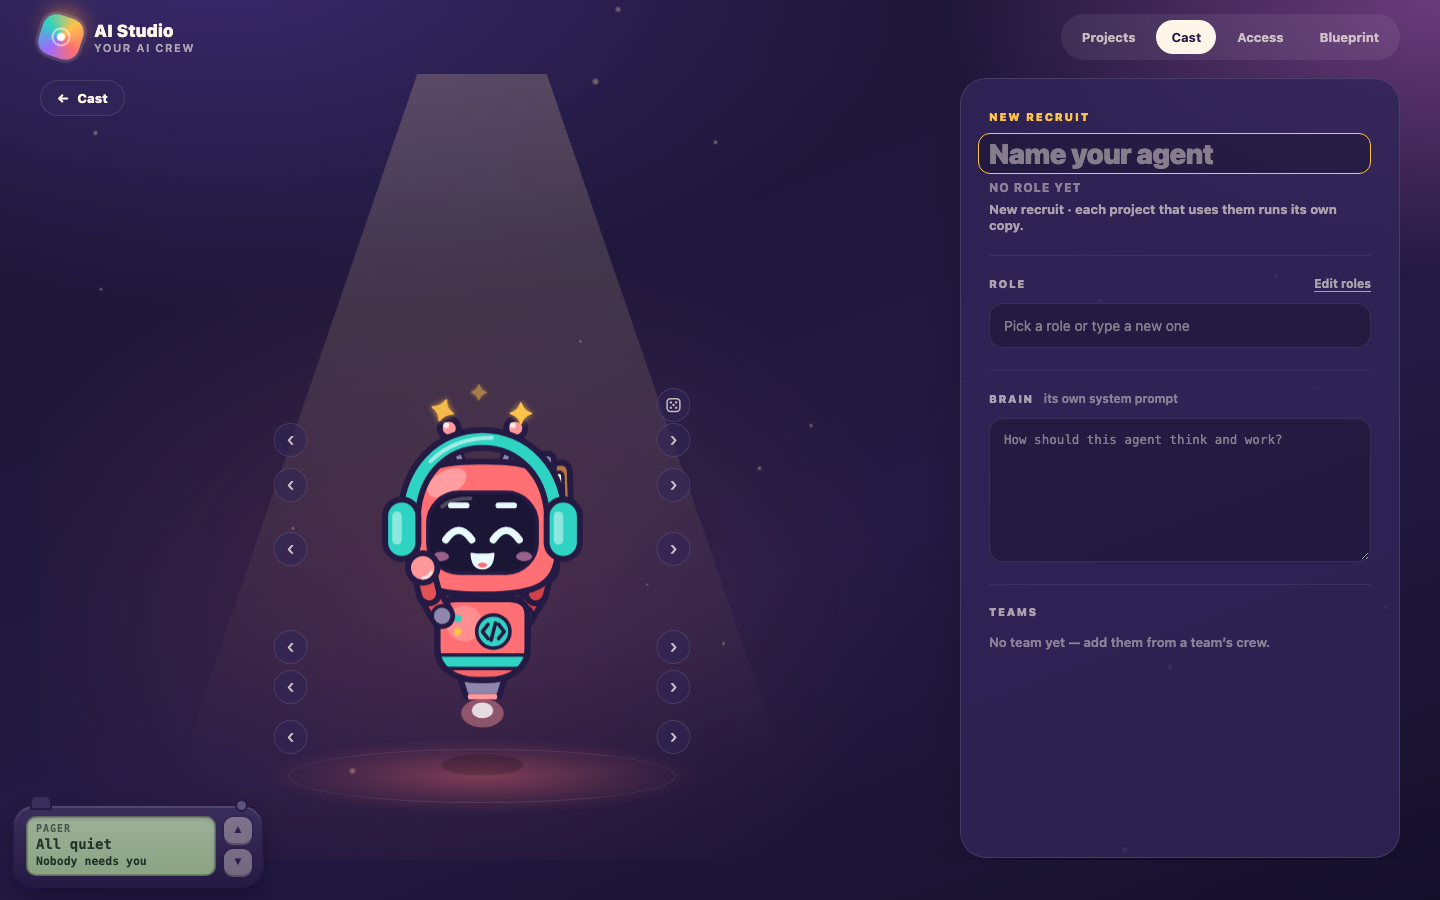 AI Studio
YOUR AI CREW
Projects
Cast
Access
Blueprint
← Cast
NEW RECRUIT
Name your agent
NO ROLE YET
New recruit · each project that uses them runs its own
copy.
ROLE
Edit roles
Pick a role or type a new one
BRAIN its own system prompt
How should this agent think and work?
TEAMS
No team yet — add them from a team’s crew.
PAGER
All quiet
Nobody needs you